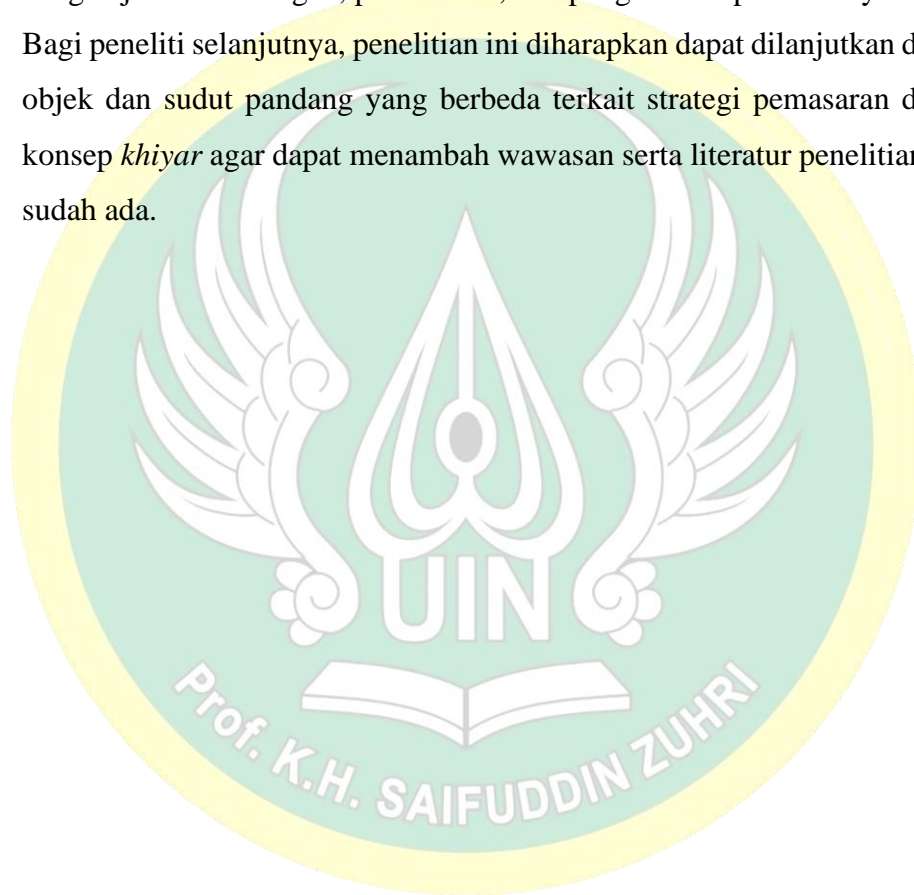 Bagi peneliti selanjutnya, penelitian ini diharapkan dapat dilanjutkan d
objek dan sudut pandang yang berbeda terkait strategi pemasaran d
konsep khiyar agar dapat menambah wawasan serta literatur penelitian
sudah ada.
UIN
Prof. K.H. SAIFUDDIN ZUHRI